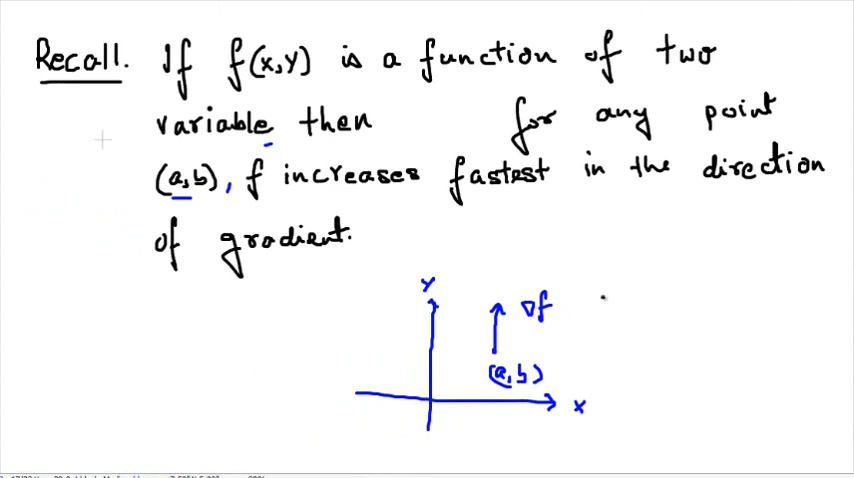 Recall. If f(x,y) is a function of two
variable then for any point
(a,b), f increases fastest in the direction
of gradient.
y
∇f
(a,b)
x